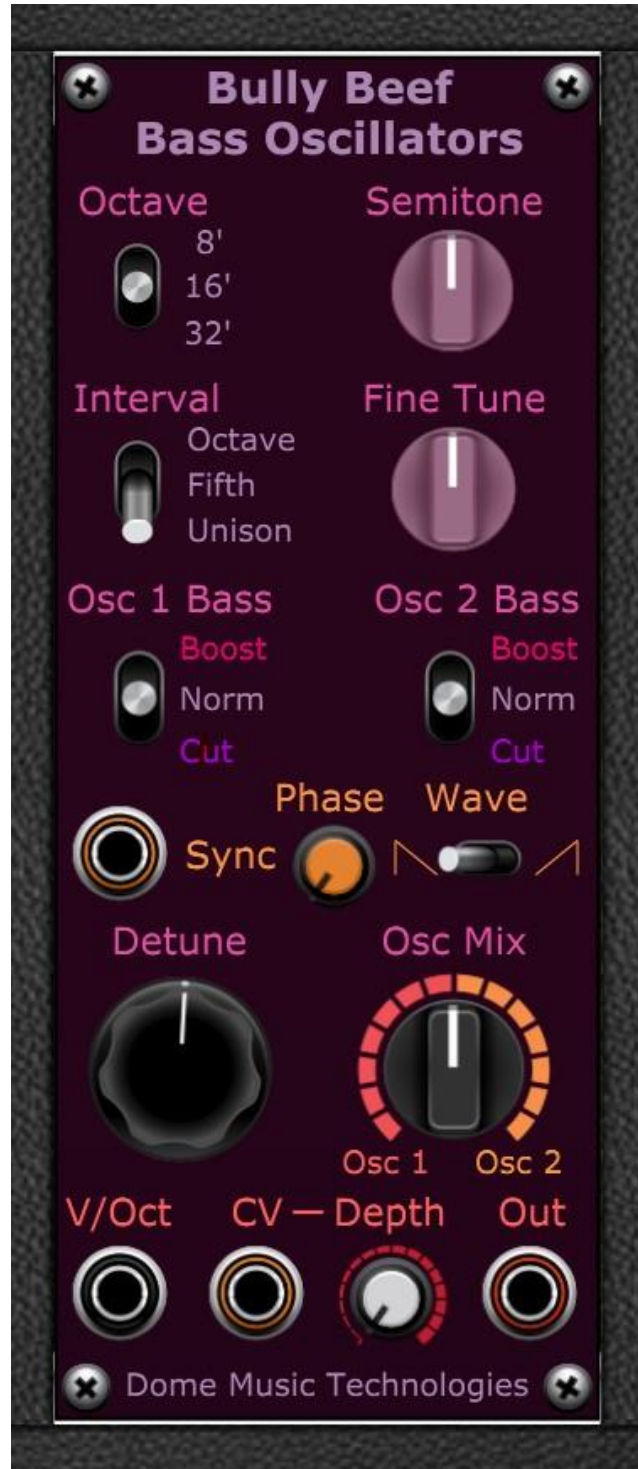 Bully Beef
Bass Oscillators
Octave
8'
16'
32'
Semitone
Interval
Octave
Fifth
Unison
Fine Tune
Osc 1 Bass
Boost
Norm
Cut
Osc 2 Bass
Boost
Norm
Cut
Sync
Phase
Wave
Detune
Osc Mix
Osc 1
Osc 2
V/Oct
CV — Depth
Out
Dome Music Technologies